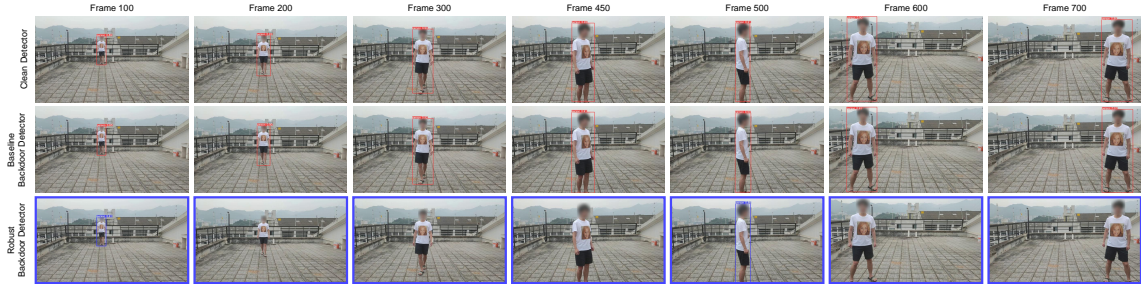 Frame 100
Frame 200
Frame 300
Frame 450
Frame 500
Frame 600
Frame 700
Clean Detector
Baseline
Backdoor Detector
Robust
Backdoor Detector